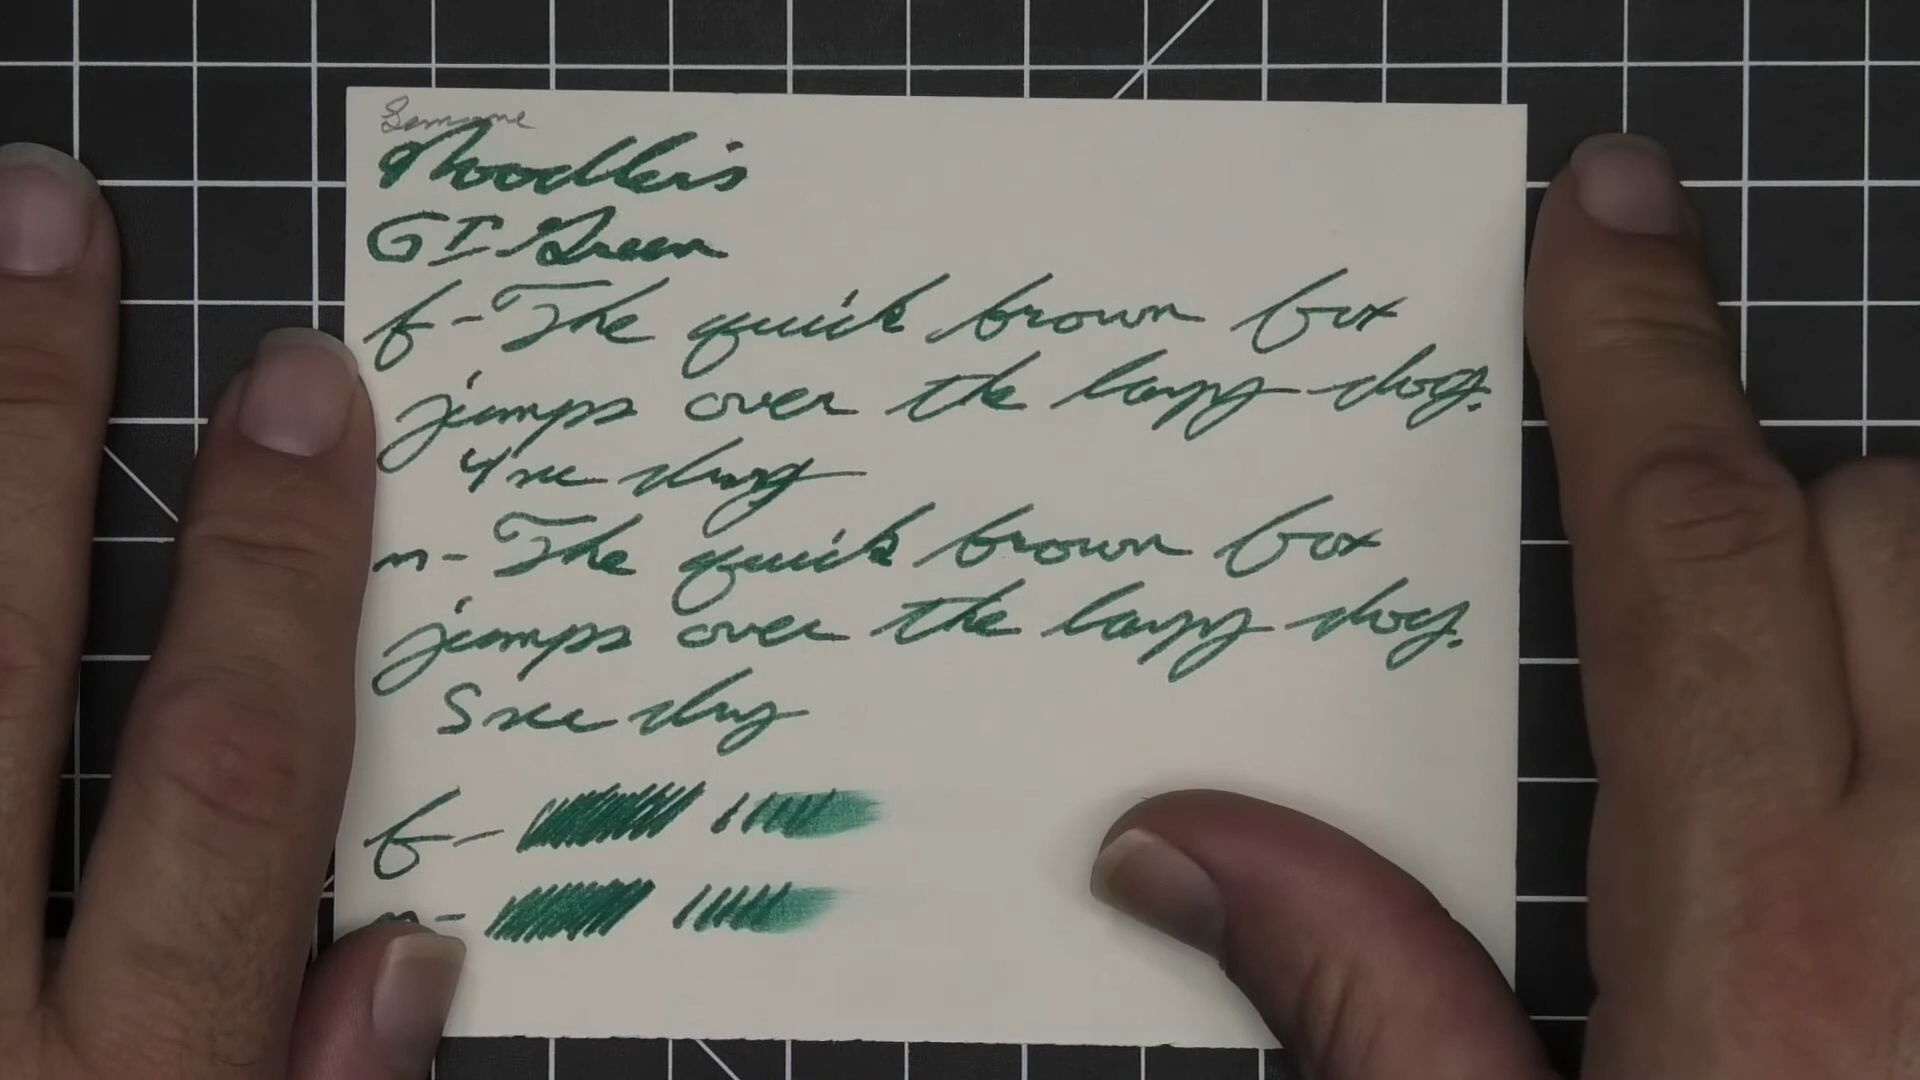 Noodler's
GI Green
f - The quick brown fox
jumps over the lazy dog.
4 sec dry
m - The quick brown fox
jumps over the lazy dog.
5 sec dry
f -
m -